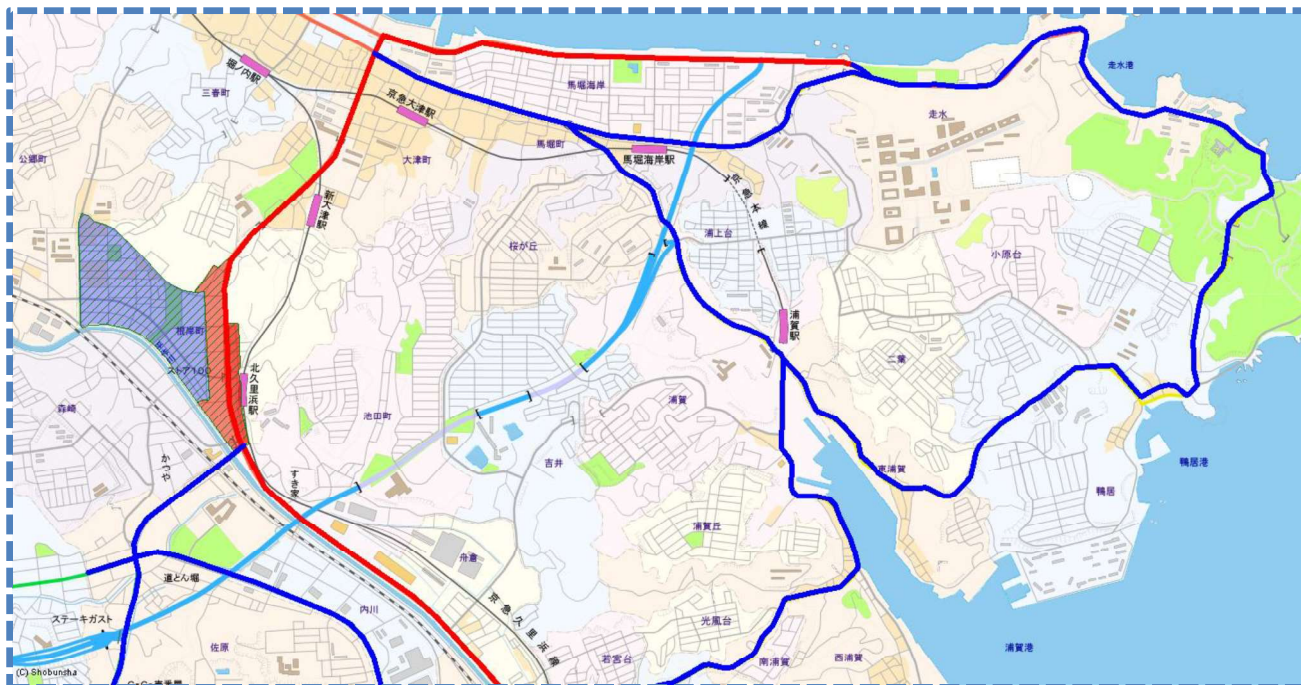 堀ノ内駅
三春町
京急大津駅
馬堀海岸
走水港
走水
公郷町
大津町
馬堀町
馬堀海岸駅
新大津駅
京急本線
桜が丘
浦上台
小原台
根岸町
ストア100
北久里浜駅
浦賀駅
二葉
森崎
池田町
浦賀
かつや
すき家
吉井
東浦賀
鴨居港
鴨居
浦賀丘
舟倉
道とん堀
内川
京急久里浜線
ステーキガスト
佐原
光風台
浦賀港
若宮台
南浦賀
西浦賀
(C) Shobunsha